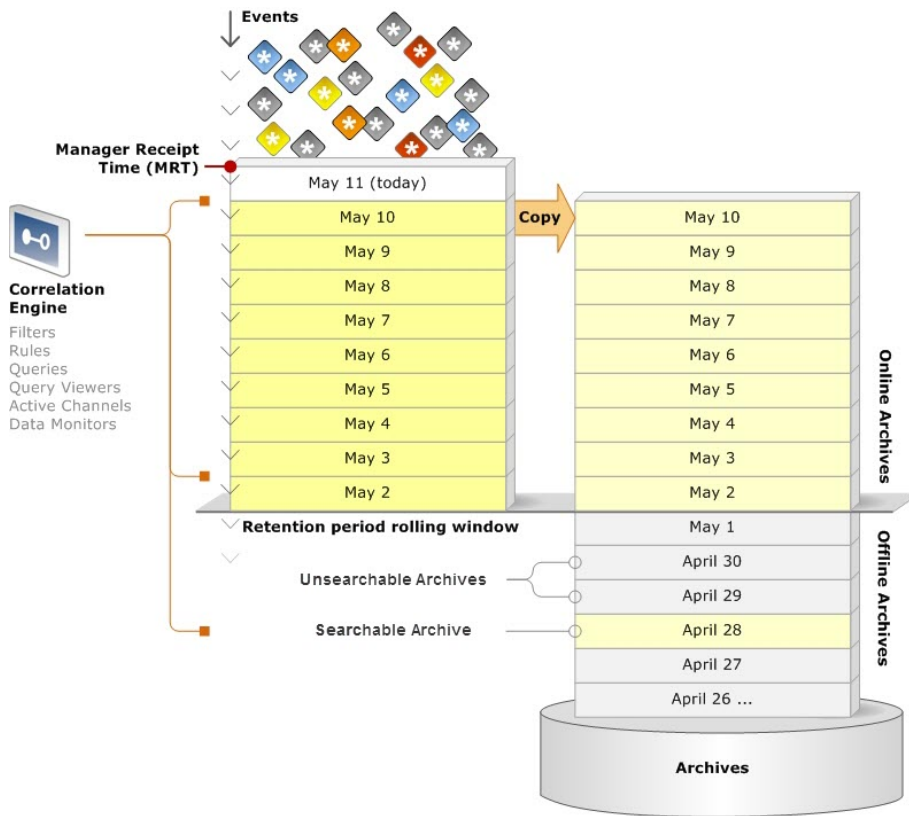 Events
Manager Receipt
Time (MRT)
May 11 (today)
May 10
May 9
May 8
May 7
May 6
May 5
May 4
May 3
May 2
Copy
Correlation
Engine
Filters
Rules
Queries
Query Viewers
Active Channels
Data Monitors
Retention period rolling window
May 10
May 9
May 8
May 7
May 6
May 5
May 4
May 3
May 2
May 1
April 30
April 29
April 28
April 27
April 26 ...
Online Archives
Offline Archives
Unsearchable Archives
Searchable Archive
Archives